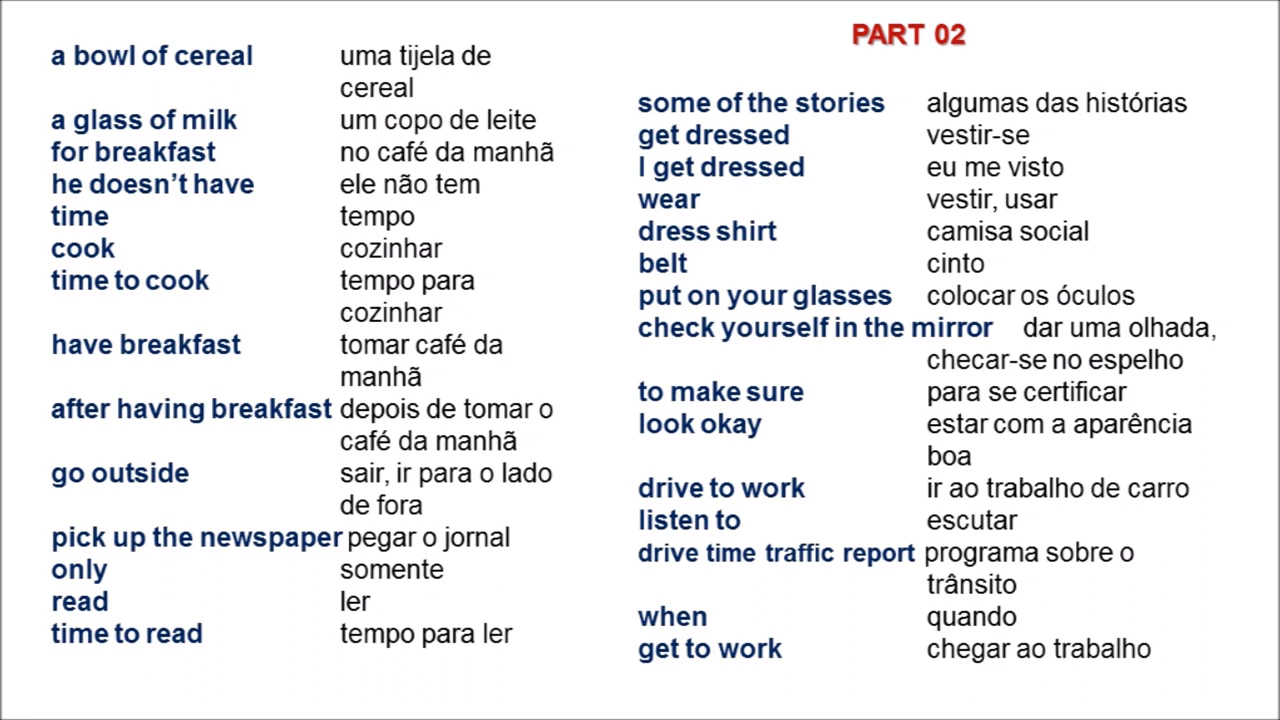 a bowl of cereal uma tijela de
cereal
a glass of milk um copo de leite
for breakfast no café da manhã
he doesn't have ele não tem
time tempo
cook cozinhar
time to cook tempo para
cozinhar
have breakfast tomar café da
manhã
after having breakfast depois de tomar o
café da manhã
go outside sair, ir para o lado
de fora
pick up the newspaper pegar o jornal
only somente
read ler
time to read tempo para ler
PART 02
some of the stories algumas das histórias
get dressed vestir-se
I get dressed eu me visto
wear vestir, usar
dress shirt camisa social
belt cinto
put on your glasses colocar os óculos
check yourself in the mirror dar uma olhada,
checar-se no espelho
to make sure para se certificar
look okay estar com a aparência
boa
drive to work ir ao trabalho de carro
listen to escutar
drive time traffic report programa sobre o
trânsito
when quando
get to work chegar ao trabalho